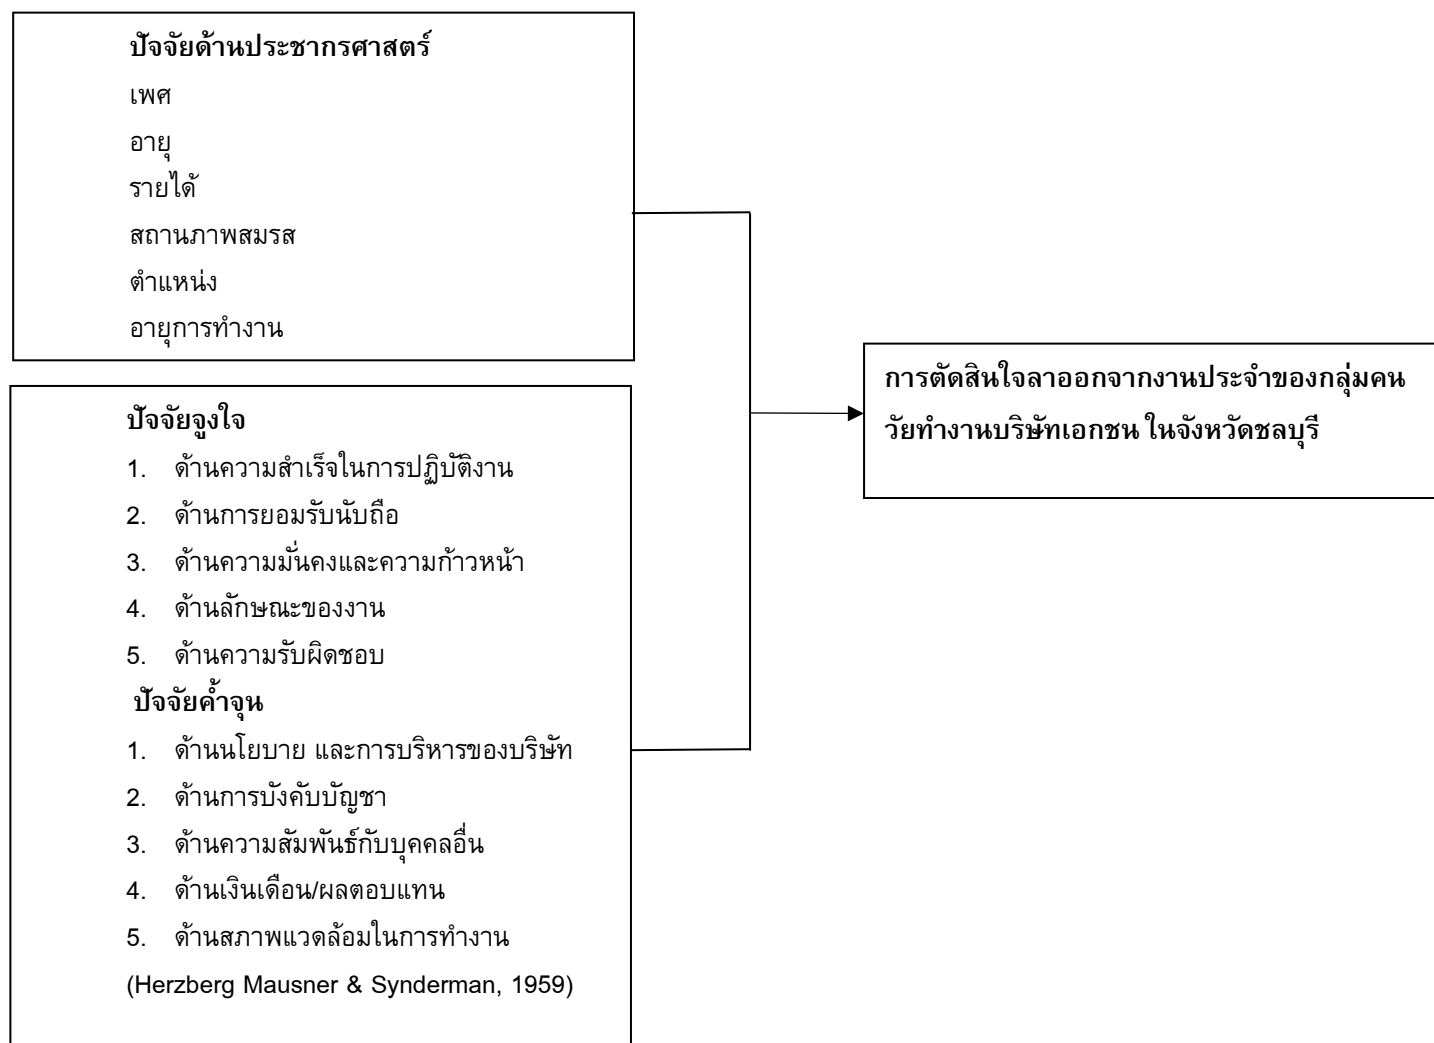 ปัจจัยด้านประชากรศาสตร์
เพศ
อายุ
รายได้
สถานภาพสมรส
ตำแหน่ง
อายุการทำงาน
ปัจจัยจูงใจ
1. ด้านความสำเร็จในการปฏิบัติงาน
2. ด้านการยอมรับนับถือ
3. ด้านความมั่นคงและความก้าวหน้า
4. ด้านลักษณะของงาน
5. ด้านความรับผิดชอบ
ปัจจัยค้ำจุน
1. ด้านนโยบาย และการบริหารของบริษัท
2. ด้านการบังคับบัญชา
3. ด้านความสัมพันธ์กับบุคคลอื่น
4. ด้านเงินเดือน/ผลตอบแทน
5. ด้านสภาพแวดล้อมในการทำงาน
(Herzberg Mausner & Synderman, 1959)
การตัดสินใจลาออกจากงานประจำของกลุ่มคน
วัยทำงานบริษัทเอกชน ในจังหวัดชลบุรี